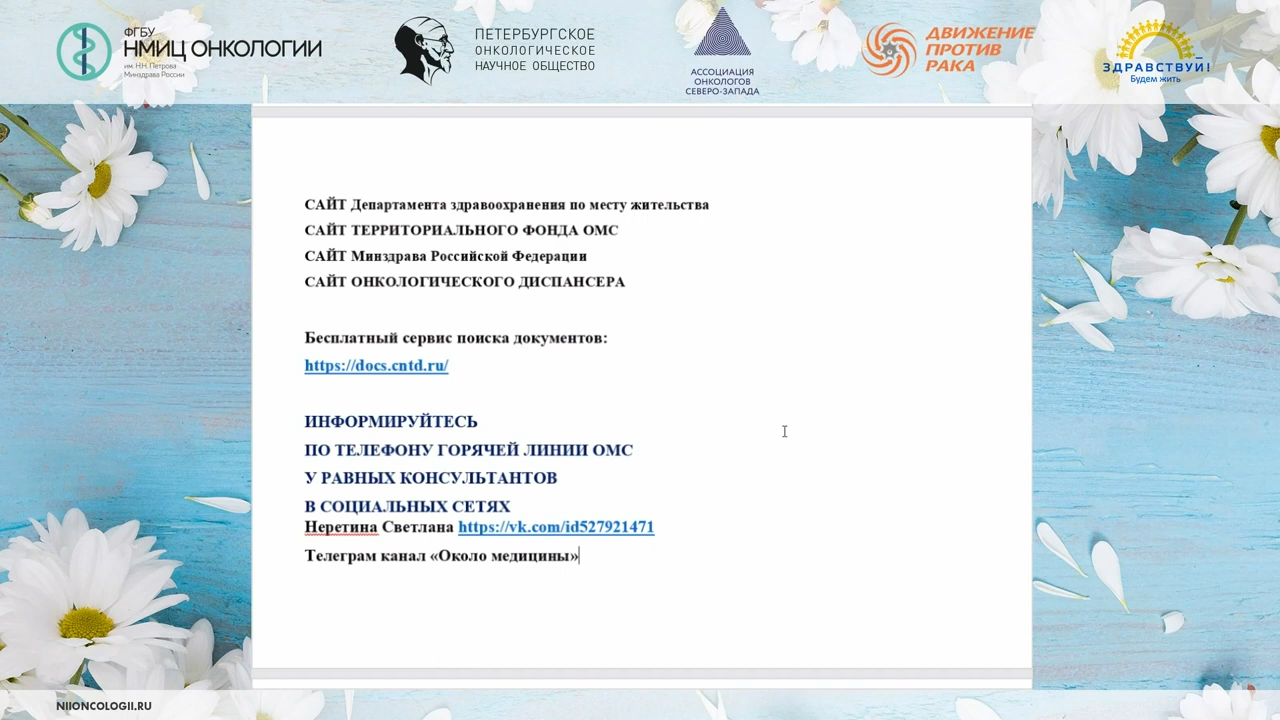 ФГБУ
НМИЦ ОНКОЛОГИИ
им. Н.Н. Петрова
Минздрава России
ПЕТЕРБУРГСКОЕ
ОНКОЛОГИЧЕСКОЕ
НАУЧНОЕ ОБЩЕСТВО
АССОЦИАЦИЯ
ОНКОЛОГОВ
СЕВЕРО-ЗАПАДА
ДВИЖЕНИЕ
ПРОТИВ
РАКА
ЗДРАВСТВУЙ!
Будем жить
САЙТ Департамента здравоохранения по месту жительства
САЙТ ТЕРРИТОРИАЛЬНОГО ФОНДА ОМС
САЙТ Минздрава Российской Федерации
САЙТ ОНКОЛОГИЧЕСКОГО ДИСПАНСЕРА
Бесплатный сервис поиска документов:
https://docs.cntd.ru/
ИНФОРМИРУЙТЕСЬ
ПО ТЕЛЕФОНУ ГОРЯЧЕЙ ЛИНИИ ОМС
У РАВНЫХ КОНСУЛЬТАНТОВ
В СОЦИАЛЬНЫХ СЕТЯХ
Неретина Светлана https://vk.com/id527921471
Телеграм канал «Около медицины»
NIIONCOLOGII.RU